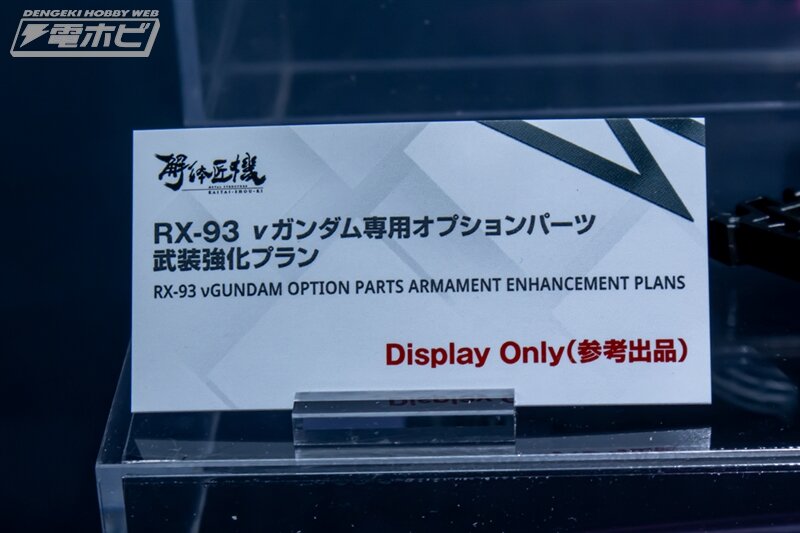 DENGEKI HOBBY WEB
電ホビ
解体匠機
METAL STRUCTURE
KAITAI-SHOU-KI
RX-93 νガンダム専用オプションパーツ
武装強化プラン
RX-93 νGUNDAM OPTION PARTS ARMAMENT ENHANCEMENT PLANS
Display Only(参考出品)